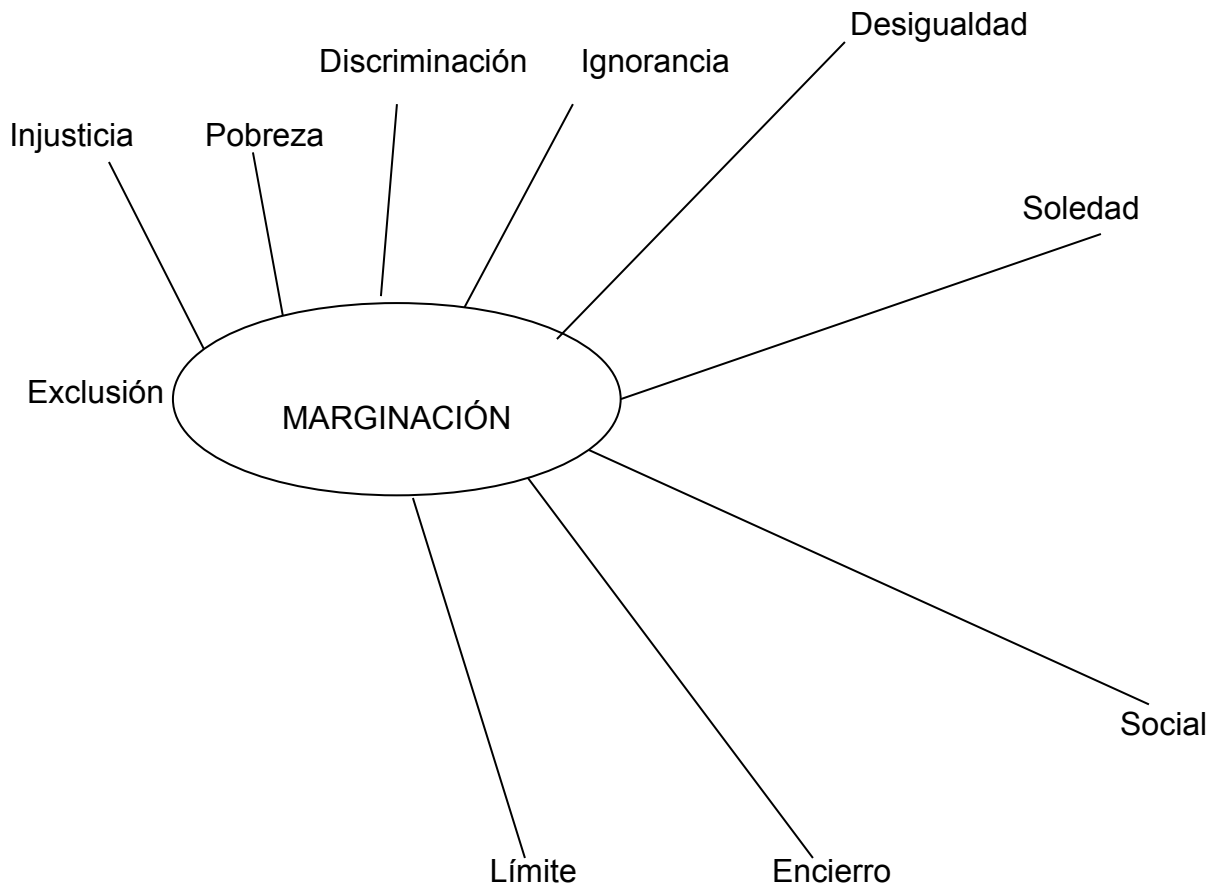 Desigualdad
Discriminación
Ignorancia
Injusticia
Pobreza
Soledad
Exclusión
MARGINACIÓN
Social
Límite
Encierro